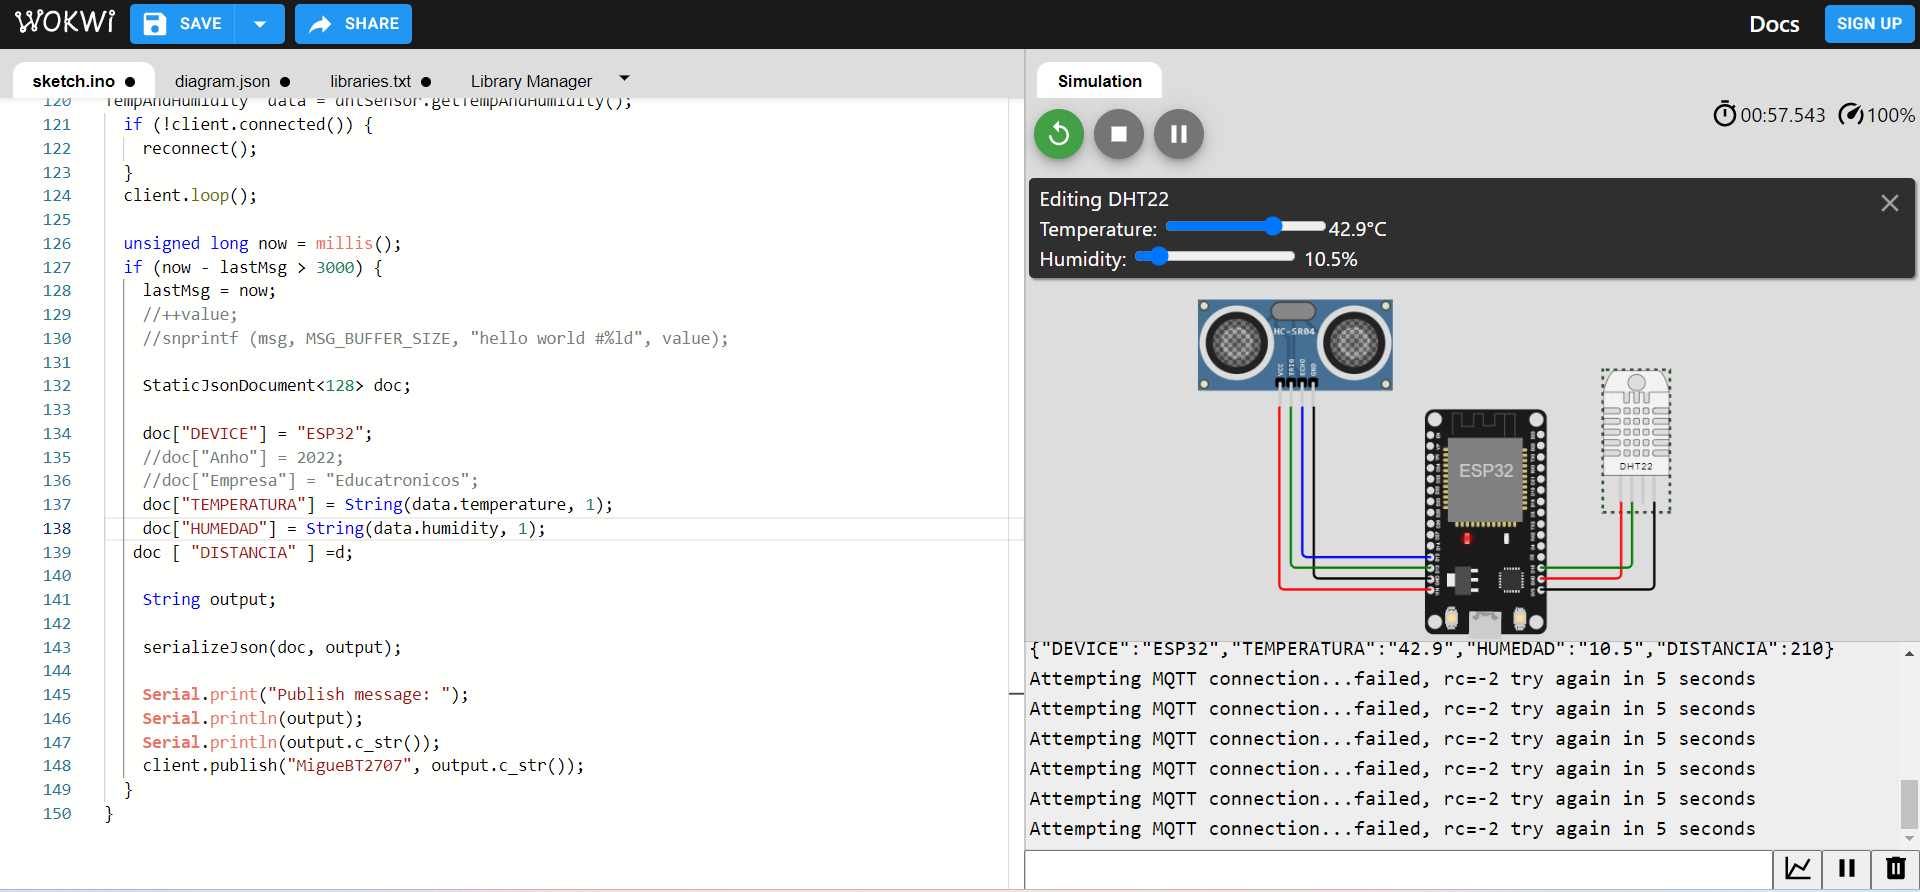 WOKWI
SAVE
SHARE
Docs
SIGN UP
sketch.ino
diagram.json
libraries.txt
Library Manager
120 TempAndHumidity data = dhtSensor.getTempAndHumidity();
121 if (!client.connected()) {
122 reconnect();
123 }
124 client.loop();
125
126 unsigned long now = millis();
127 if (now - lastMsg > 3000) {
128 lastMsg = now;
129 //++value;
130 //snprintf (msg, MSG_BUFFER_SIZE, "hello world #%ld", value);
131
132 StaticJsonDocument<128> doc;
133
134 doc["DEVICE"] = "ESP32";
135 //doc["Anho"] = 2022;
136 //doc["Empresa"] = "Educatronicos";
137 doc["TEMPERATURA"] = String(data.temperature, 1);
138 doc["HUMEDAD"] = String(data.humidity, 1);
139 doc [ "DISTANCIA" ] =d;
140
141 String output;
142
143 serializeJson(doc, output);
144
145 Serial.print("Publish message: ");
146 Serial.println(output);
147 Serial.println(output.c_str());
148 client.publish("MigueBT2707", output.c_str());
149 }
150 }
Simulation
00:57.543
100%
Editing DHT22
Temperature: 42.9°C
Humidity: 10.5%
HC-SR04
VCC
TRIG
ECHO
GND
ESP32
DHT22
{"DEVICE":"ESP32","TEMPERATURA":"42.9","HUMEDAD":"10.5","DISTANCIA":210}
Attempting MQTT connection...failed, rc=-2 try again in 5 seconds
Attempting MQTT connection...failed, rc=-2 try again in 5 seconds
Attempting MQTT connection...failed, rc=-2 try again in 5 seconds
Attempting MQTT connection...failed, rc=-2 try again in 5 seconds
Attempting MQTT connection...failed, rc=-2 try again in 5 seconds
Attempting MQTT connection...failed, rc=-2 try again in 5 seconds